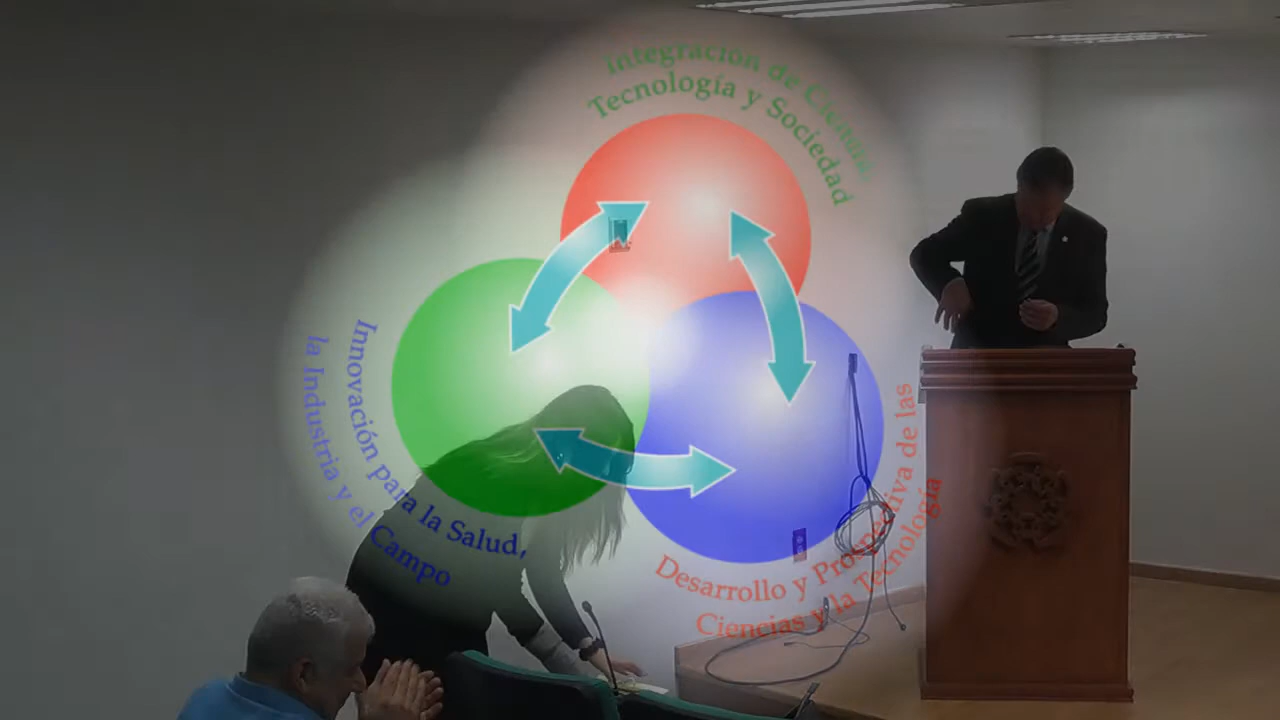 Integración de Ciencia,
Tecnología y Sociedad
Innovación para la Salud,
la Industria y el Campo
Desarrollo y Prospectiva de las
Ciencias y la Tecnología